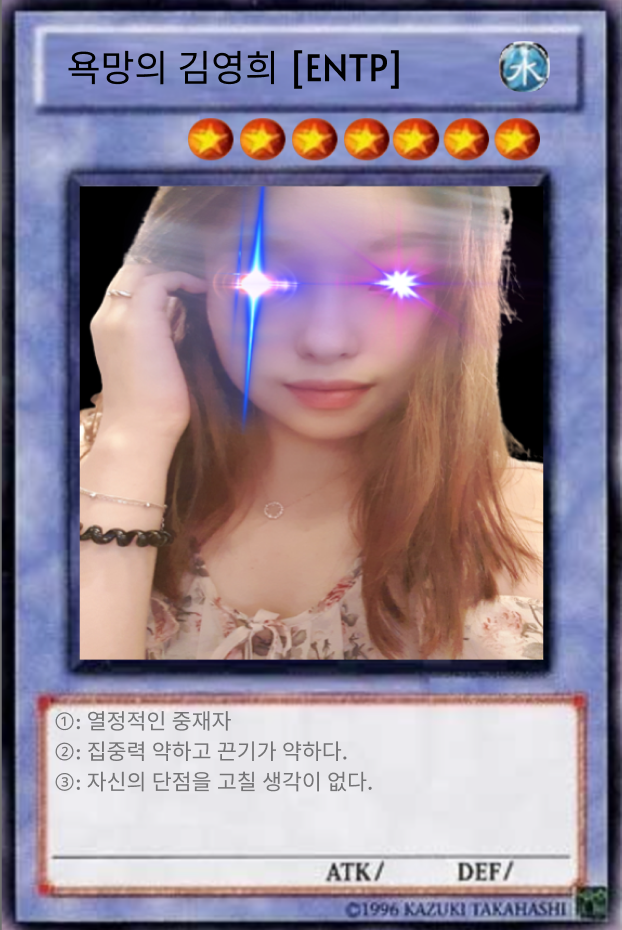 욕망의 김영희 [ENTP]
水
①: 열정적인 중재자
②: 집중력 약하고 끈기가 약하다.
③: 자신의 단점을 고칠 생각이 없다.
ATK/ DEF/
©1996 KAZUKI TAKAHASHI